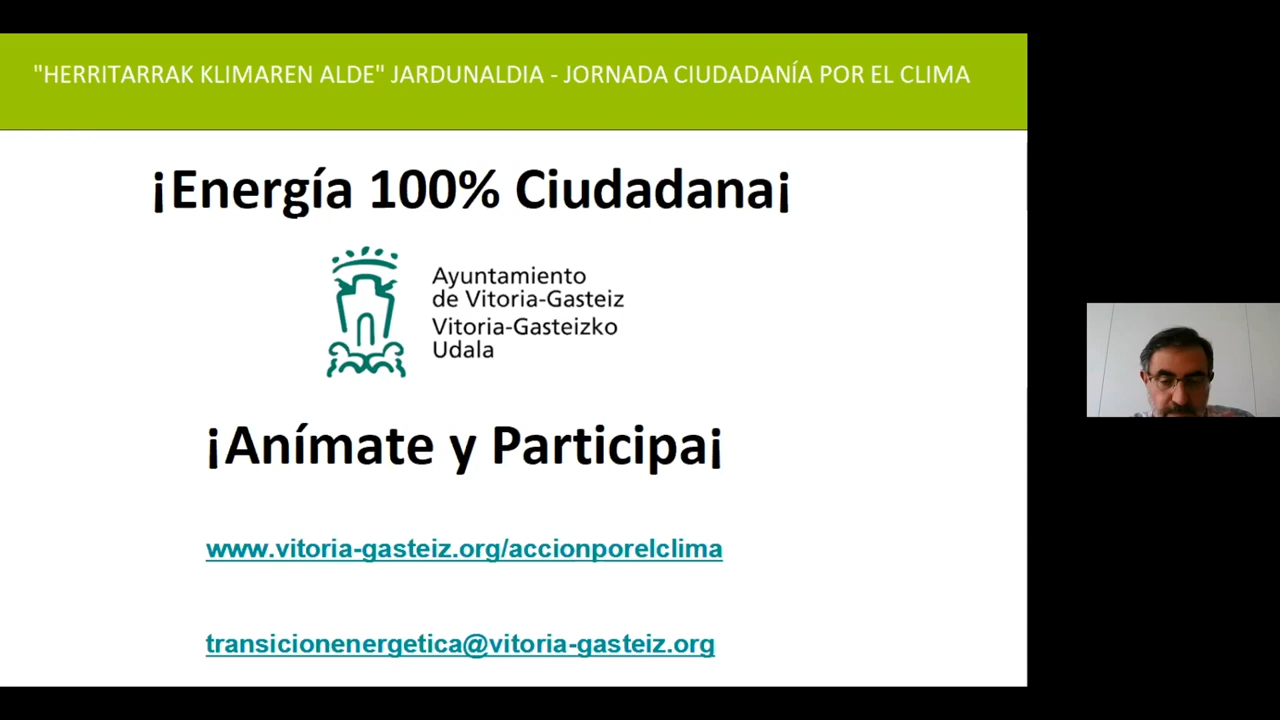 "HERRITARRAK KLIMAREN ALDE" JARDUNALDIA - JORNADA CIUDADANÍA POR EL CLIMA
¡Energía 100% Ciudadana¡
Ayuntamiento
de Vitoria-Gasteiz
Vitoria-Gasteizko
Udala
¡Anímate y Participa¡
www.vitoria-gasteiz.org/accionporelclima
transicionenergetica@vitoria-gasteiz.org